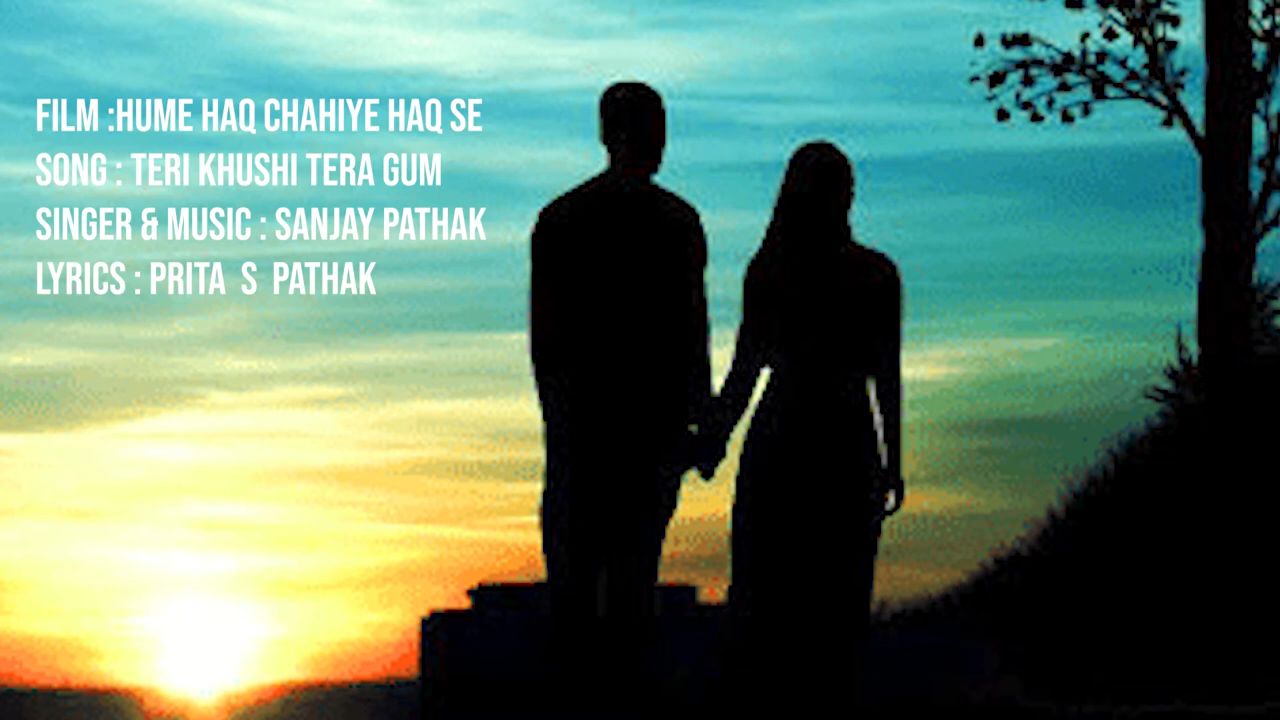 FILM :HUME HAQ CHAHIYE HAQ SE
SONG : TERI KHUSHI TERA GUM
SINGER & MUSIC : SANJAY PATHAK
LYRICS : PRITA S PATHAK